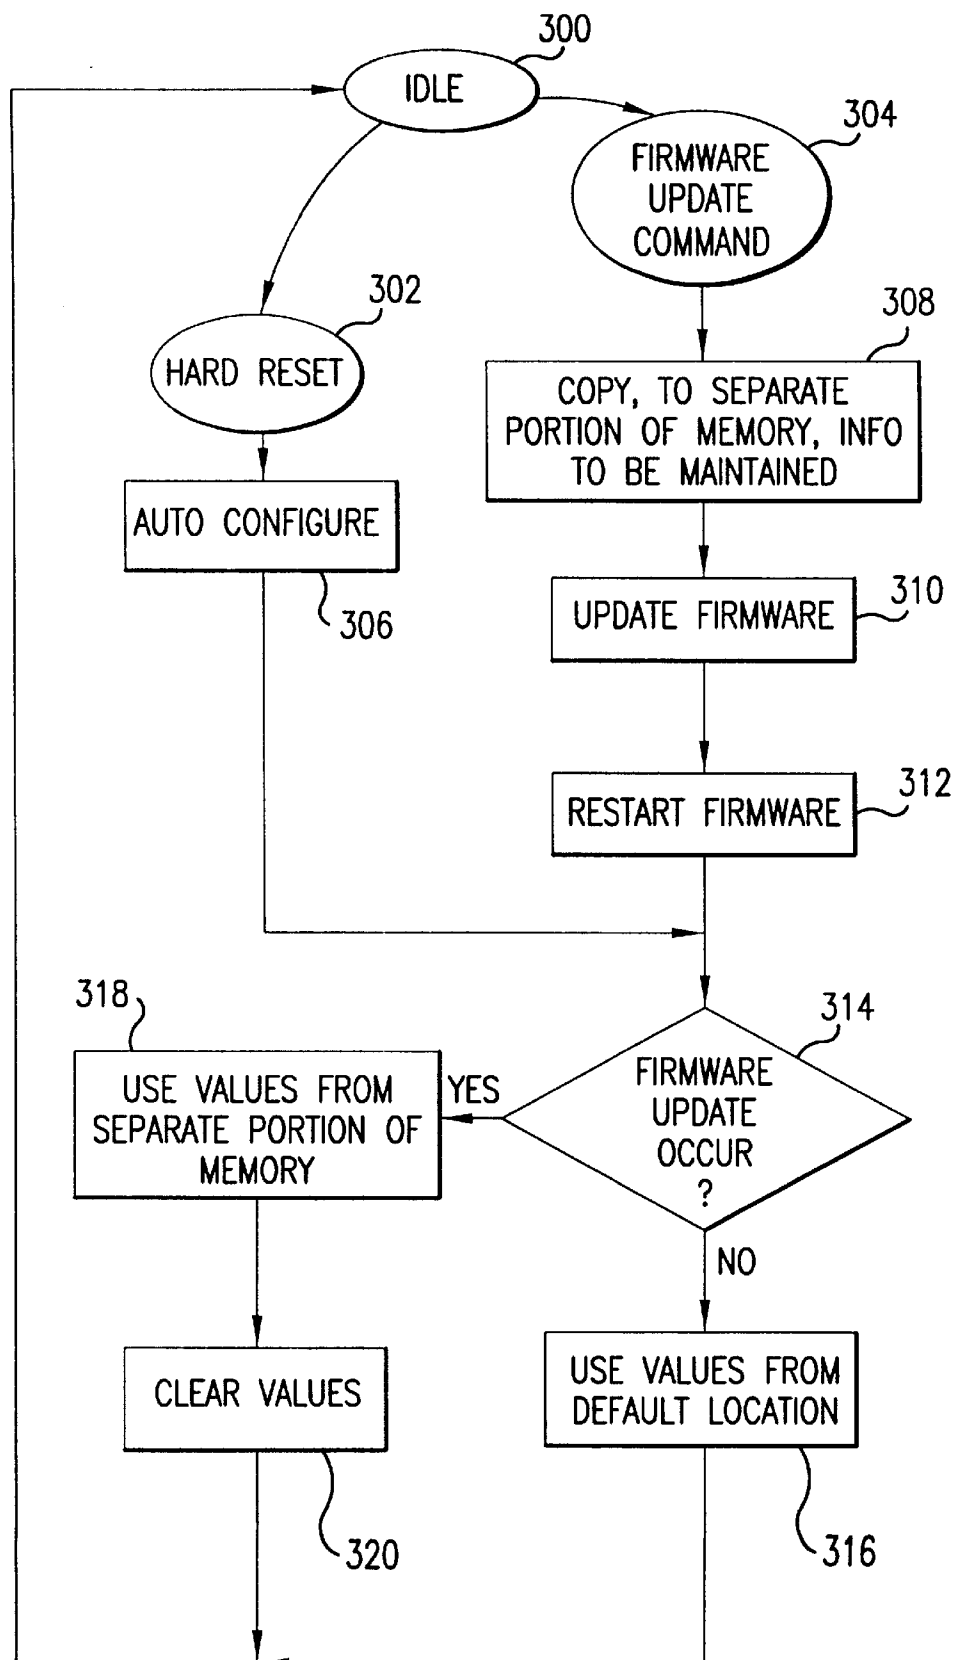 300
IDLE
304
FIRMWARE
UPDATE
COMMAND
302
HARD RESET
308
COPY, TO SEPARATE
PORTION OF MEMORY, INFO
TO BE MAINTAINED
AUTO CONFIGURE
306
310
UPDATE FIRMWARE
312
RESTART FIRMWARE
318
314
USE VALUES FROM
SEPARATE PORTION OF
MEMORY
YES
FIRMWARE
UPDATE
OCCUR
?
NO
CLEAR VALUES
320
USE VALUES FROM
DEFAULT LOCATION
316